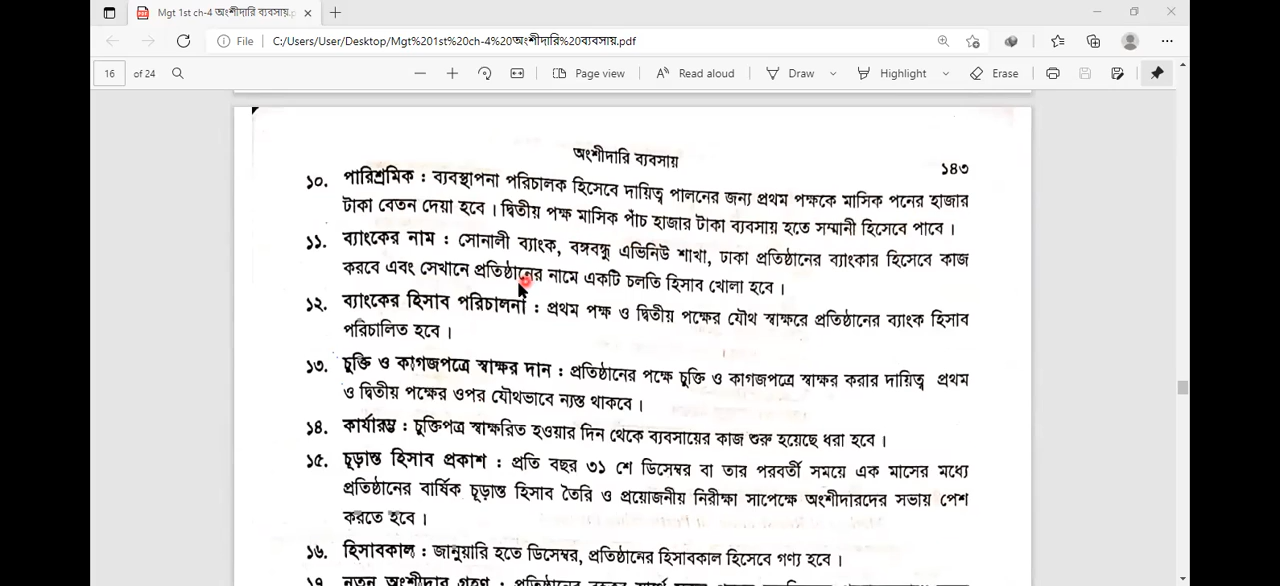 Mgt 1st ch-4 অংশীদারি ব্যবসায়.p
File C:/Users/User/Desktop/Mgt%201st%20ch-4%20অংশীদারি%20ব্যবসায়.pdf
16 of 24 Page view Read aloud Draw Highlight Erase
অংশীদারি ব্যবসায়
১৪৩
১০. পারিশ্রমিক : ব্যবস্থাপনা পরিচালক হিসেবে দায়িত্ব পালনের জন্য প্রথম পক্ষকে মাসিক পনের হাজার
টাকা বেতন দেয়া হবে। দ্বিতীয় পক্ষ মাসিক পাঁচ হাজার টাকা ব্যবসায় হতে সম্মানী হিসেবে পাবে।
১১. ব্যাংকের নাম : সোনালী ব্যাংক, বঙ্গবন্ধু এভিনিউ শাখা, ঢাকা প্রতিষ্ঠানের ব্যাংকার হিসেবে কাজ
করবে এবং সেখানে প্রতিষ্ঠানের নামে একটি চলতি হিসাব খোলা হবে।
১২. ব্যাংকের হিসাব পরিচালনা : প্রথম পক্ষ ও দ্বিতীয় পক্ষের যৌথ স্বাক্ষরে প্রতিষ্ঠানের ব্যাংক হিসাব
পরিচালিত হবে।
১৩. চুক্তি ও কাগজপত্রে স্বাক্ষর দান : প্রতিষ্ঠানের পক্ষে চুক্তি ও কাগজপত্রে স্বাক্ষর করার দায়িত্ব প্রথম
ও দ্বিতীয় পক্ষের ওপর যৌথভাবে ন্যস্ত থাকবে।
১৪. কার্যারম্ভ : চুক্তিপত্র স্বাক্ষরিত হওয়ার দিন থেকে ব্যবসায়ের কাজ শুরু হয়েছে ধরা হবে।
১৫. চূড়ান্ত হিসাব প্রকাশ : প্রতি বছর ৩১ শে ডিসেম্বর বা তার পরবর্তী সময়ে এক মাসের মধ্যে
প্রতিষ্ঠানের বার্ষিক চূড়ান্ত হিসাব তৈরি ও প্রয়োজনীয় নিরীক্ষা সাপেক্ষে অংশীদারদের সভায় পেশ
করতে হবে।
১৬. হিসাবকাল : জানুয়ারি হতে ডিসেম্বর, প্রতিষ্ঠানের হিসাবকাল হিসেবে গণ্য হবে।
১৭. নতুন অংশীদার গ্রহণ : প্রতিষ্ঠানের